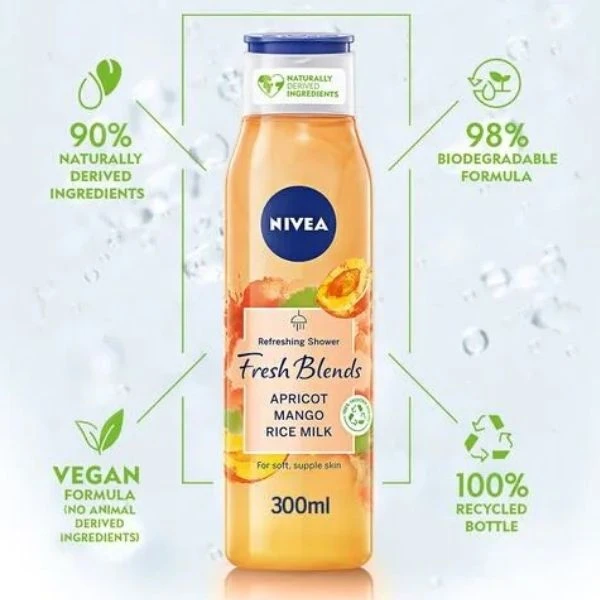 NATURALLY
DERIVED
INGREDIENTS
90%
NATURALLY
DERIVED
INGREDIENTS
98%
BIODEGRADABLE
FORMULA
NIVEA
Refreshing Shower
Fresh Blends
APRICOT
MANGO
RICE MILK
For soft, supple skin
300ml
VEGAN
FORMULA
(NO ANIMAL
DERIVED
INGREDIENTS)
100%
RECYCLED
BOTTLE